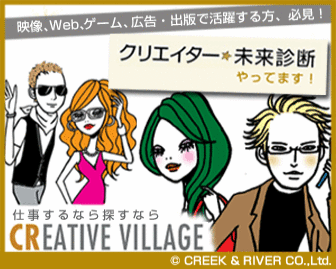 映像、Web、ゲーム、広告・出版で活躍する方、必見！
クリエイター★未来診断
やってます！
仕事するなら探すなら
CREATIVE VILLAGE
© CREEK & RIVER CO.,Ltd.